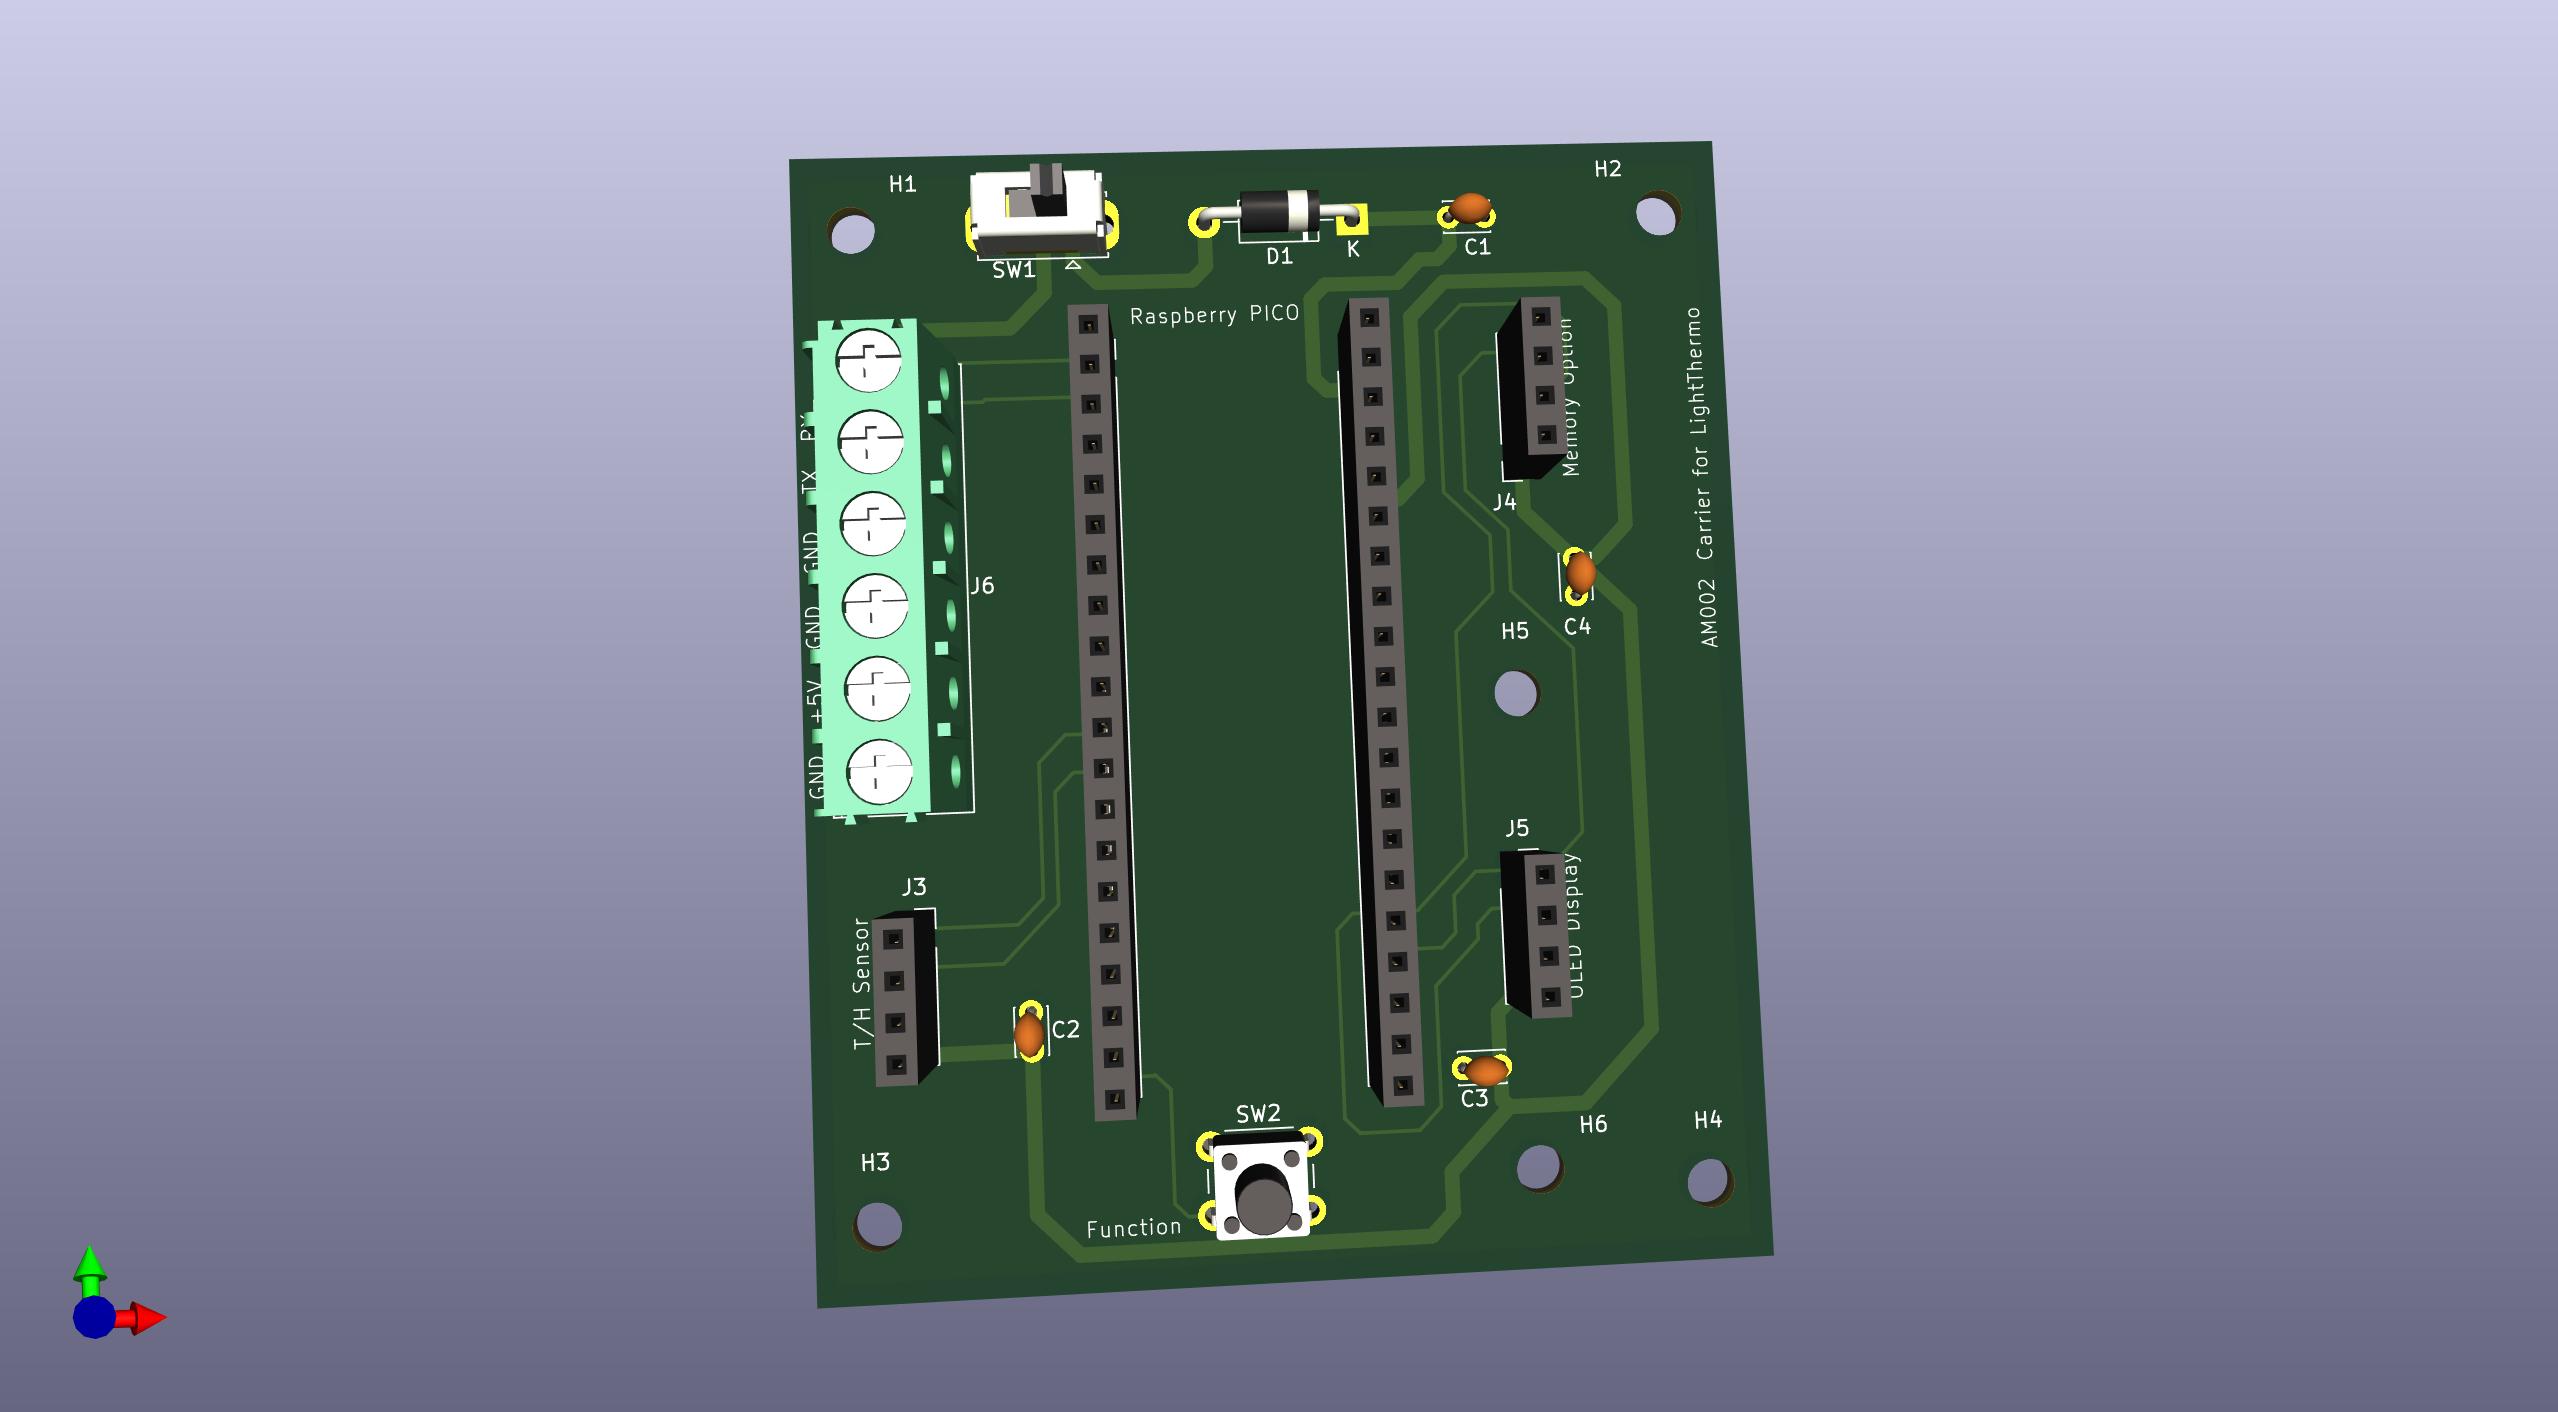 H1
H2
SW1
D1
K
C1
Raspberry PICO
Memory Option
J4
AM002 Carrier for LightThermo
TX
GND
GND
+5V
GND
J6
C4
H5
J5
OLED Display
J3
T/H Sensor
C2
C3
SW2
H6
H4
H3
Function